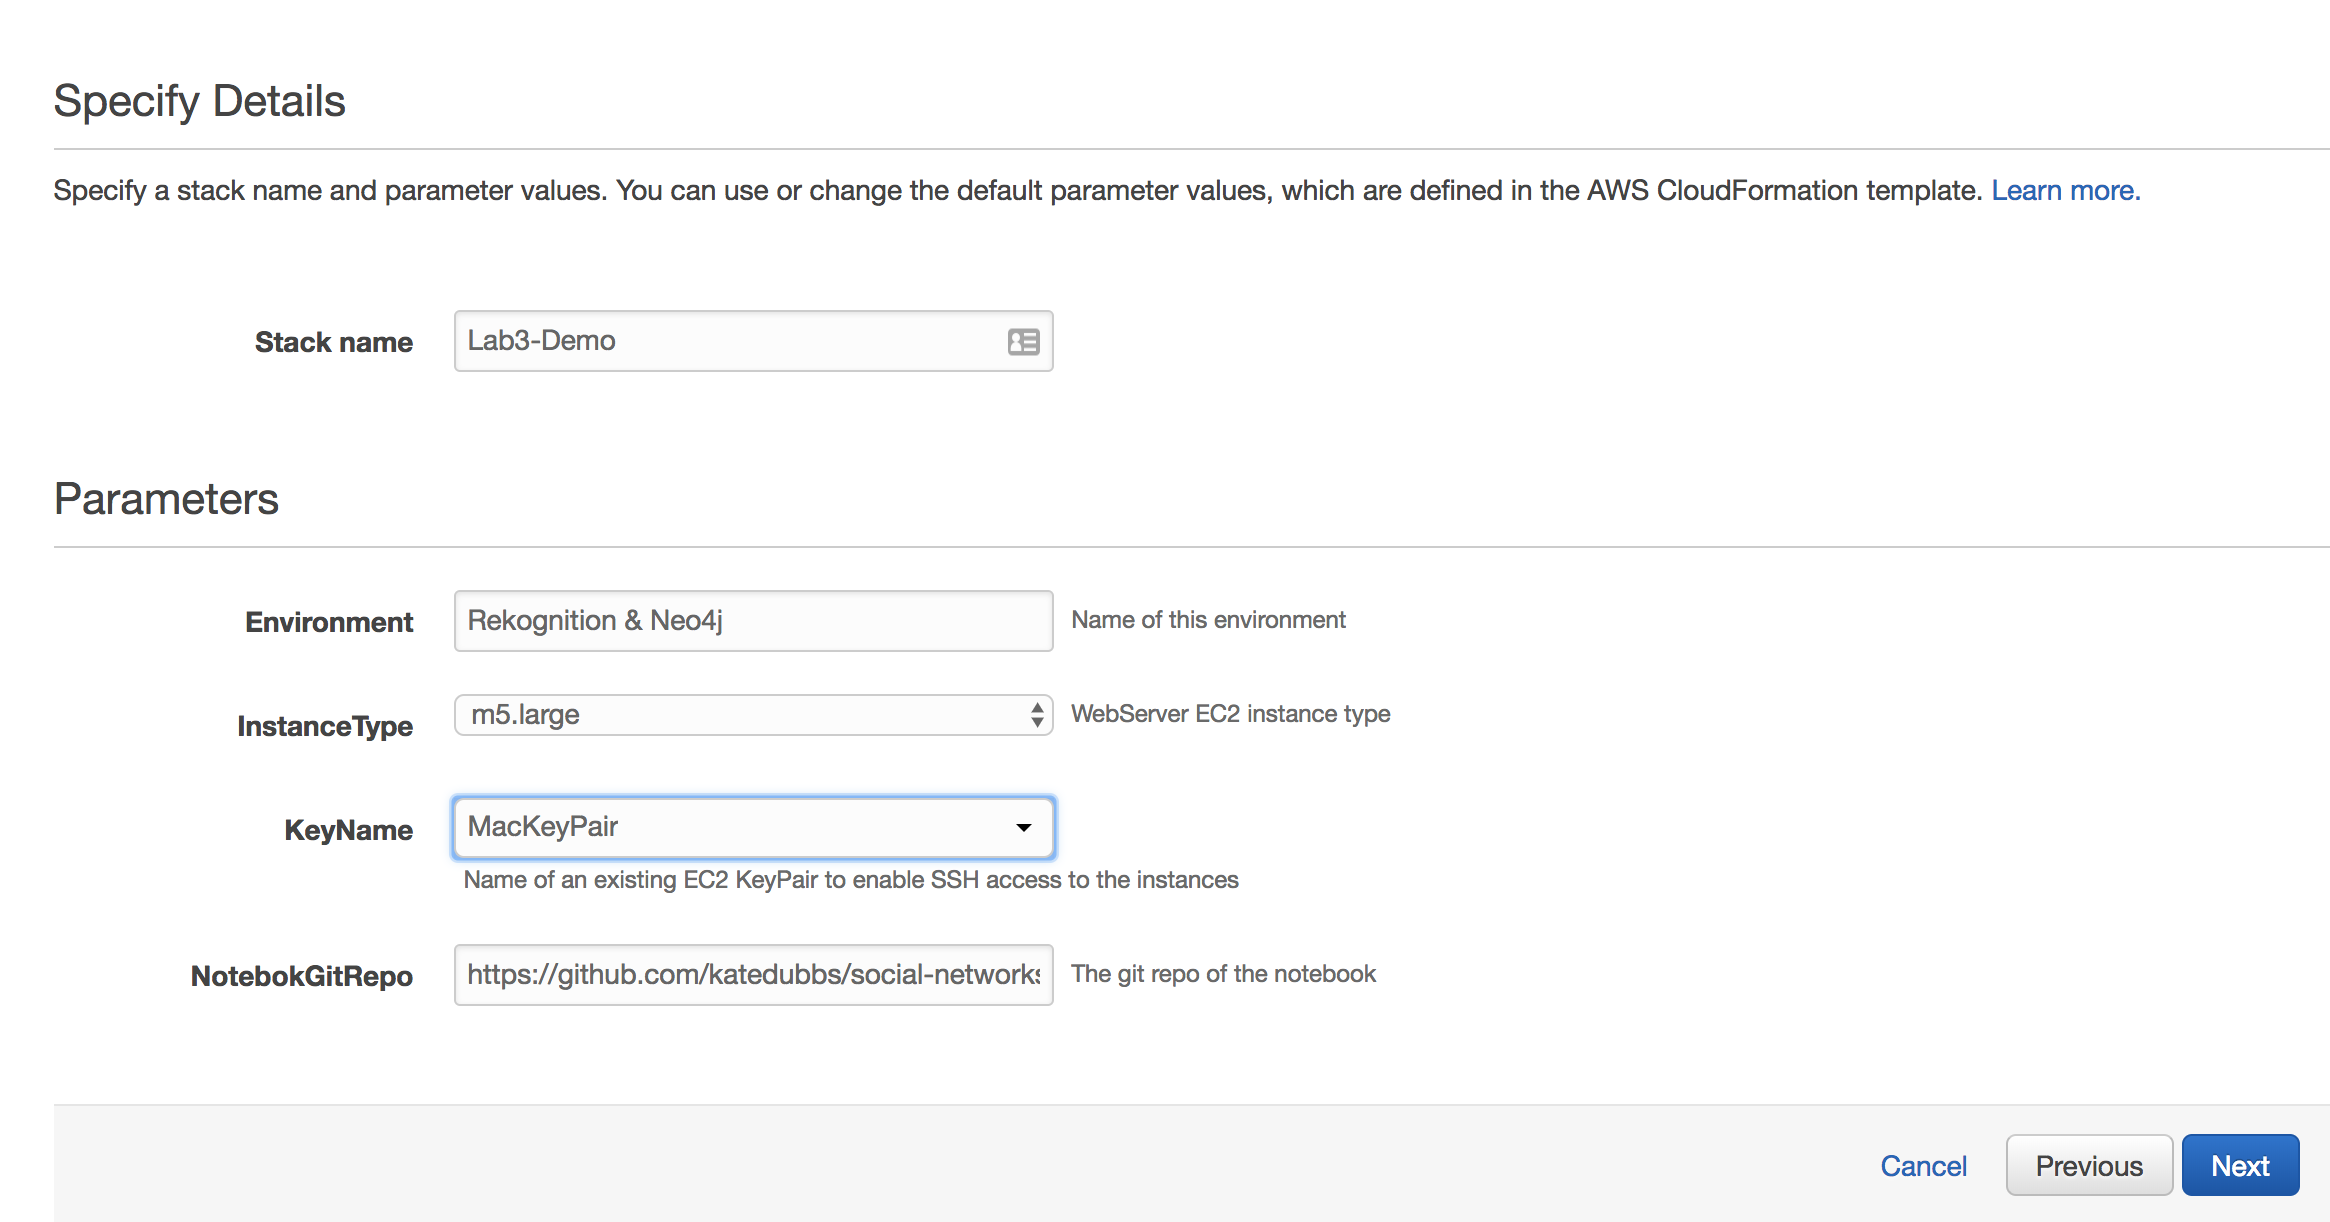 Specify Details
Specify a stack name and parameter values. You can use or change the default parameter values, which are defined in the AWS CloudFormation template. Learn more.
Stack name Lab3-Demo
Parameters
Environment Rekognition & Neo4j Name of this environment
InstanceType m5.large WebServer EC2 instance type
KeyName MacKeyPair
Name of an existing EC2 KeyPair to enable SSH access to the instances
NotebokGitRepo https://github.com/katedubbs/social-networks The git repo of the notebook
Cancel Previous Next